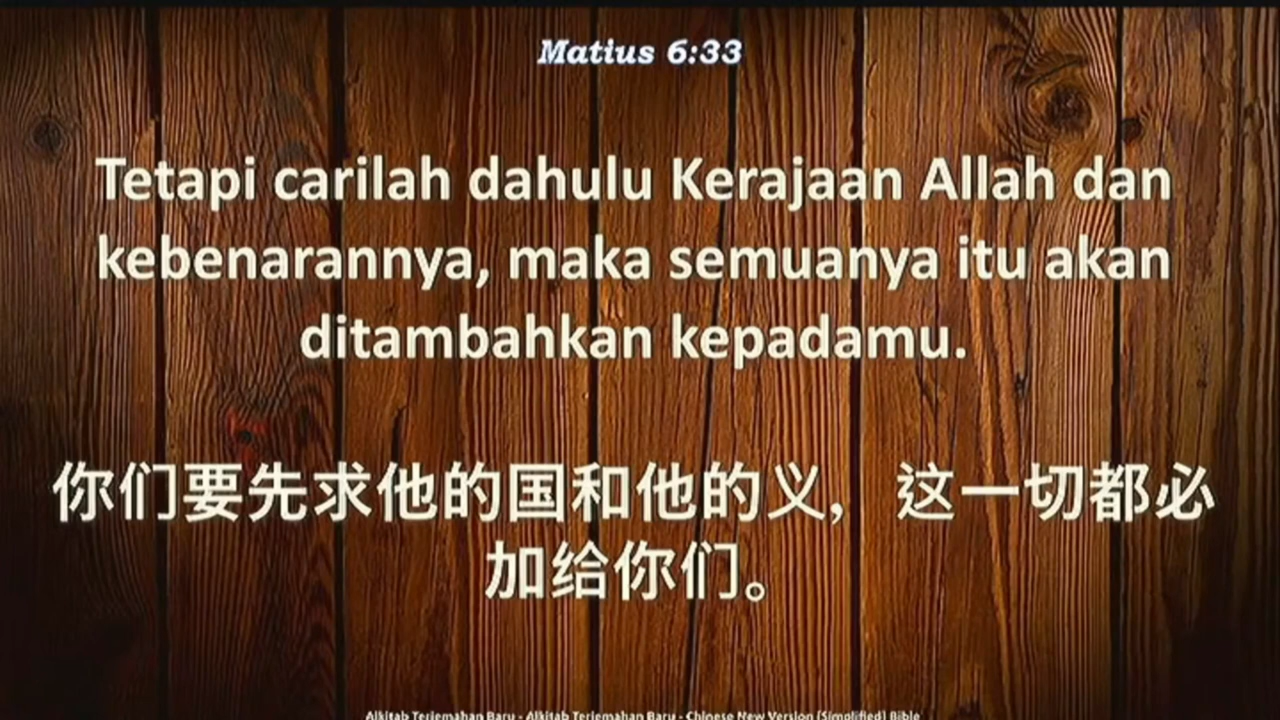 Matius 6:33
Tetapi carilah dahulu Kerajaan Allah dan
kebenarannya, maka semuanya itu akan
ditambahkan kepadamu.
你们要先求他的国和他的义, 这一切都必
加给你们。
Alkitab Terjemahan Baru - Alkitab Terjemahan Baru - Chinese New Version (Simplified) Bible